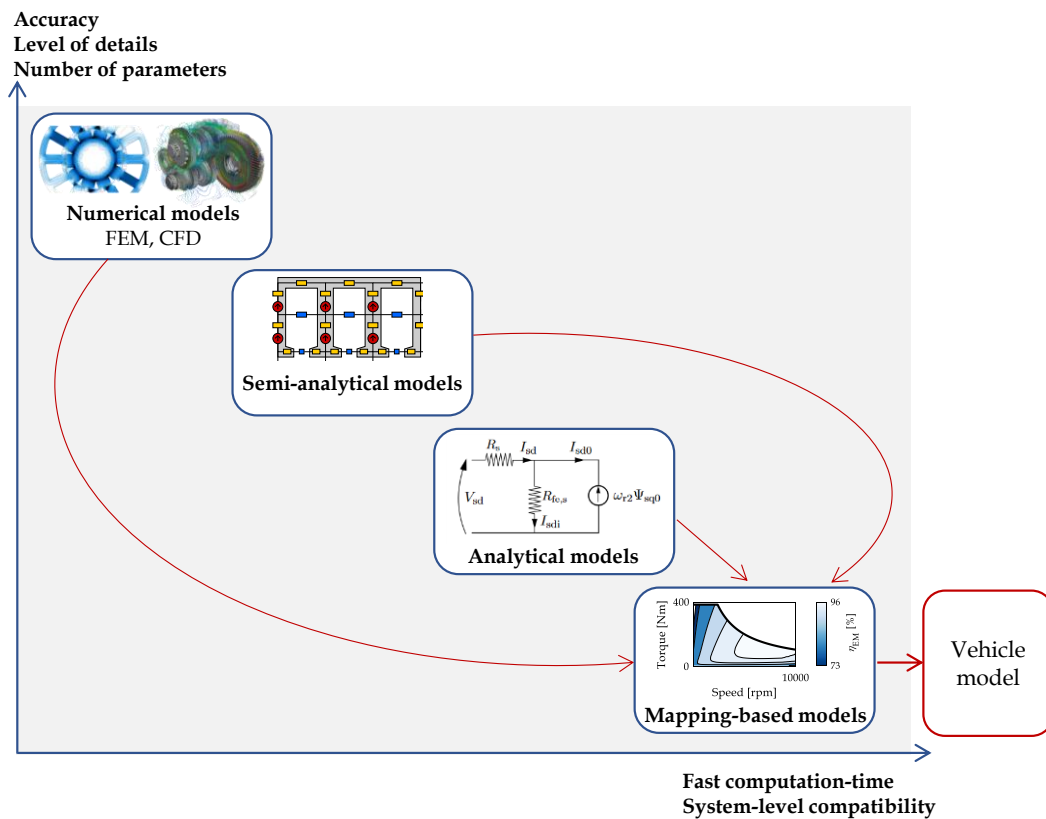 Accuracy
Level of details
Number of parameters
Numerical models
FEM, CFD
Semi-analytical models
R_s I_sd I_sd0
V_sd R_fe,s ω_r2 Ψ_sq0
I_sdi
Analytical models
400 96
Torque [Nm] η_EM [%]
0 73
10000
Speed [rpm]
Mapping-based models
Vehicle
model
Fast computation-time
System-level compatibility